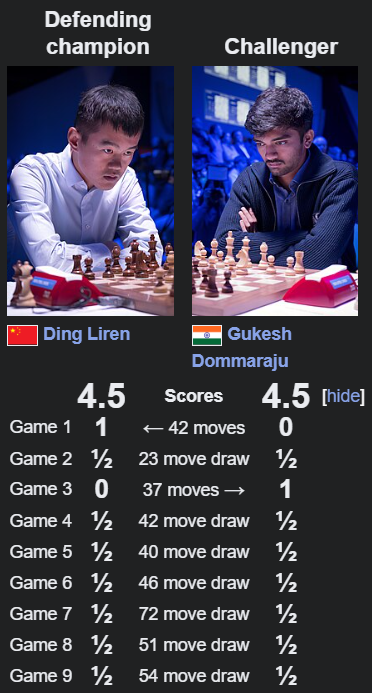 Defending
champion
Challenger
Ding Liren
Gukesh
Dommaraju
4.5 Scores 4.5 [hide]
Game 1 1 ← 42 moves 0
Game 2 ½ 23 move draw ½
Game 3 0 37 moves → 1
Game 4 ½ 42 move draw ½
Game 5 ½ 40 move draw ½
Game 6 ½ 46 move draw ½
Game 7 ½ 72 move draw ½
Game 8 ½ 51 move draw ½
Game 9 ½ 54 move draw ½